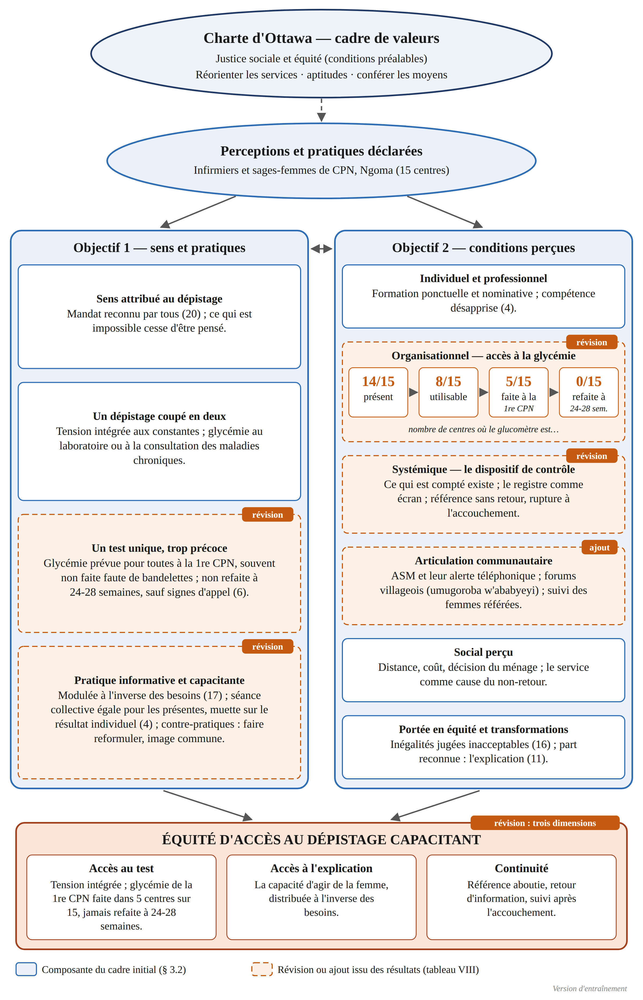 Charte d'Ottawa — cadre de valeurs
Justice sociale et équité (conditions préalables)
Réorienter les services · aptitudes · conférer les moyens
Perceptions et pratiques déclarées
Infirmiers et sages-femmes de CPN, Ngoma (15 centres)
Objectif 1 — sens et pratiques
Sens attribué au dépistage
Mandat reconnu par tous (20) ; ce qui est
impossible cesse d'être pensé.
Un dépistage coupé en deux
Tension intégrée aux constantes ; glycémie au
laboratoire ou à la consultation des maladies
chroniques.
révision
Un test unique, trop précoce
Glycémie prévue pour toutes à la 1re CPN, souvent
non faite faute de bandelettes ; non refaite à
24-28 semaines, sauf signes d'appel (6).
révision
Pratique informative et capacitante
Modulée à l'inverse des besoins (17) ; séance
collective égale pour les présentes, muette sur le
résultat individuel (4) ; contre-pratiques : faire
reformuler, image commune.
Objectif 2 — conditions perçues
Individuel et professionnel
Formation ponctuelle et nominative ; compétence
désapprise (4).
révision
Organisationnel — accès à la glycémie
14/15
présent
8/15
utilisable
5/15
faite à la
1re CPN
0/15
refaite à
24-28 sem.
nombre de centres où le glucomètre est…
révision
Systémique — le dispositif de contrôle
Ce qui est compté existe ; le registre comme
écran ; référence sans retour, rupture à
l'accouchement.
ajout
Articulation communautaire
ASM et leur alerte téléphonique ; forums
villageois (umugoroba w'ababyeyi) ; suivi des
femmes référées.
Social perçu
Distance, coût, décision du ménage ; le service
comme cause du non-retour.
Portée en équité et transformations
Inégalités jugées inacceptables (16) ; part
reconnue : l'explication (11).
révision : trois dimensions
ÉQUITÉ D'ACCÈS AU DÉPISTAGE CAPACITANT
Accès au test
Tension intégrée ; glycémie de la
1re CPN faite dans 5 centres sur
15, jamais refaite à 24-28
semaines.
Accès à l'explication
La capacité d'agir de la femme,
distribuée à l'inverse des
besoins.
Continuité
Référence aboutie, retour
d'information, suivi après
l'accouchement.
Composante du cadre initial (§ 3.2)
Révision ou ajout issu des résultats (tableau VIII)
Version d'entraînement